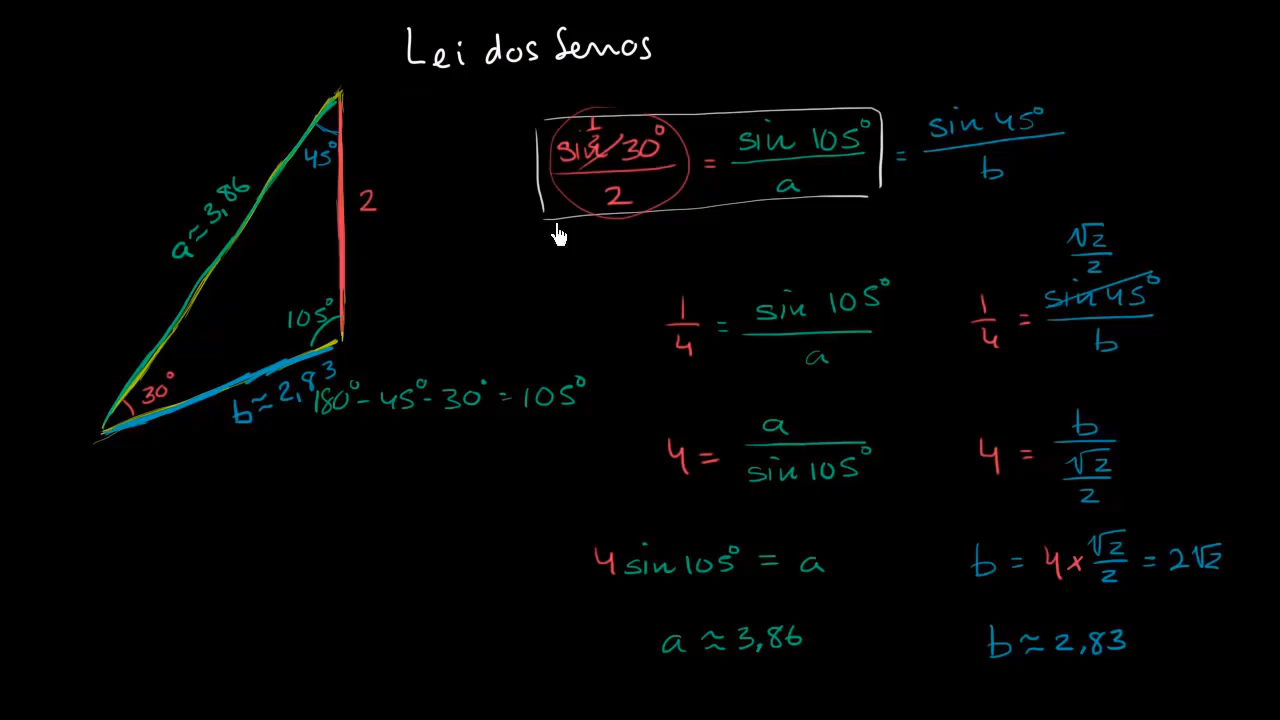 Lei dos Senos
sin 30° / 2 = sin 105° / a = sin 45° / b
1/2
45°
2
a ≈ 3,86
105°
30°
b ≈ 2,83
180° - 45° - 30° = 105°
1/4 = sin 105° / a
√2/2
1/4 = sin 45° / b
4 = a / sin 105°
4 = b / (√2/2)
4 sin 105° = a
b = 4 × √2/2 = 2√2
a ≈ 3,86
b ≈ 2,83